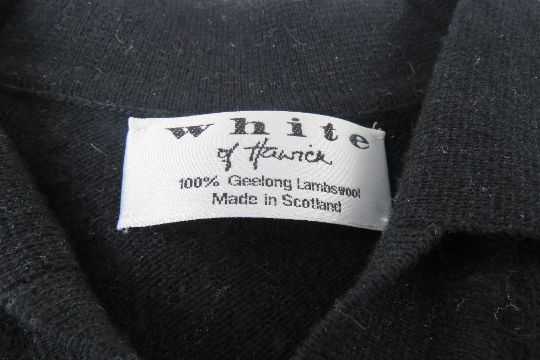 white
of Hawick
100% Geelong Lambswool
Made in Scotland